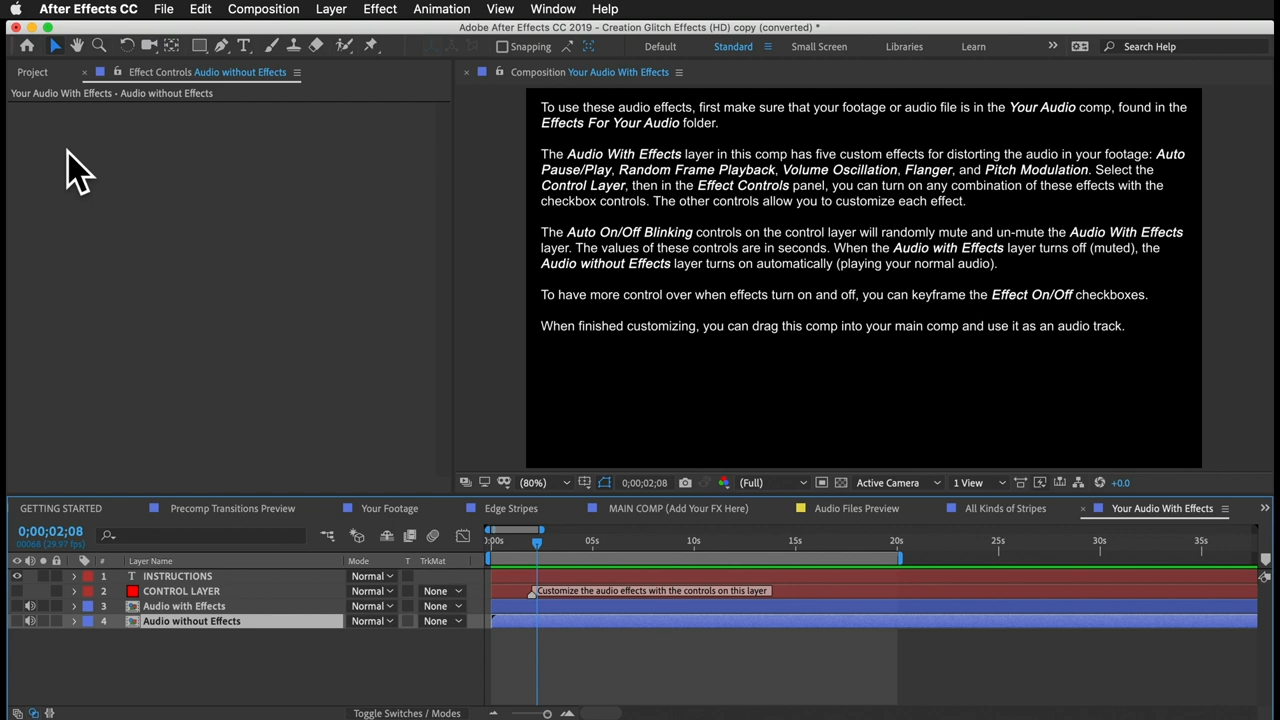 After Effects CC File Edit Composition Layer Effect Animation View Window Help
Adobe After Effects CC 2019 - Creation Glitch Effects (HD) copy (converted) *
Snapping Default Standard Small Screen Libraries Learn Search Help
Project Effect Controls Audio without Effects Composition Your Audio With Effects
Your Audio With Effects • Audio without Effects
To use these audio effects, first make sure that your footage or audio file is in the Your Audio comp, found in the
Effects For Your Audio folder.
The Audio With Effects layer in this comp has five custom effects for distorting the audio in your footage: Auto
Pause/Play, Random Frame Playback, Volume Oscillation, Flanger, and Pitch Modulation. Select the
Control Layer, then in the Effect Controls panel, you can turn on any combination of these effects with the
checkbox controls. The other controls allow you to customize each effect.
The Auto On/Off Blinking controls on the control layer will randomly mute and un-mute the Audio With Effects
layer. The values of these controls are in seconds. When the Audio with Effects layer turns off (muted), the
Audio without Effects layer turns on automatically (playing your normal audio).
To have more control over when effects turn on and off, you can keyframe the Effect On/Off checkboxes.
When finished customizing, you can drag this comp into your main comp and use it as an audio track.
(80%) 0;00;02;08 (Full) Active Camera 1 View +0.0
GETTING STARTED Precomp Transitions Preview Your Footage Edge Stripes MAIN COMP (Add Your FX Here) Audio Files Preview All Kinds of Stripes Your Audio With Effects
0;00;02;08
00068 (29.97 fps)
:00s 05s 10s 15s 20s 25s 30s 35s
# Layer Name Mode T TrkMat
1 T INSTRUCTIONS Normal
2 CONTROL LAYER Normal None Customize the audio effects with the controls on this layer
3 Audio with Effects Normal None
4 Audio without Effects Normal None
Toggle Switches / Modes